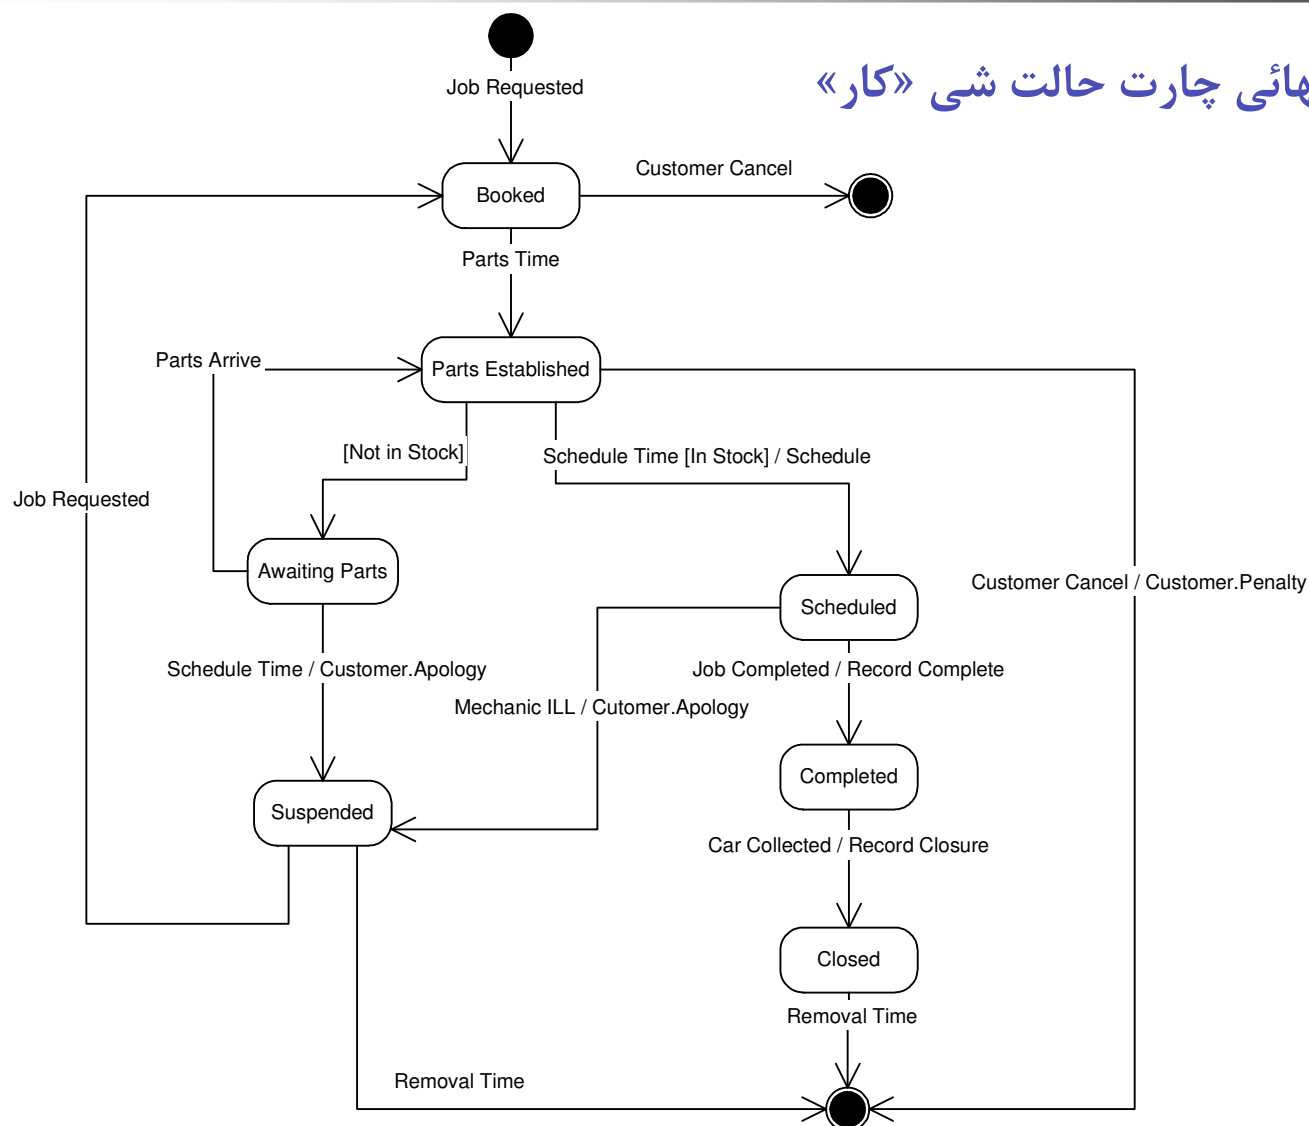 چارت حالت شی «کار»
Job Requested
Customer Cancel
Booked
Parts Time
Parts Arrive
Parts Established
[Not in Stock]
Schedule Time [In Stock] / Schedule
Job Requested
Awaiting Parts
Customer Cancel / Customer.Penalty
Scheduled
Schedule Time / Customer.Apology
Job Completed / Record Complete
Mechanic ILL / Cutomer.Apology
Completed
Suspended
Car Collected / Record Closure
Closed
Removal Time
Removal Time